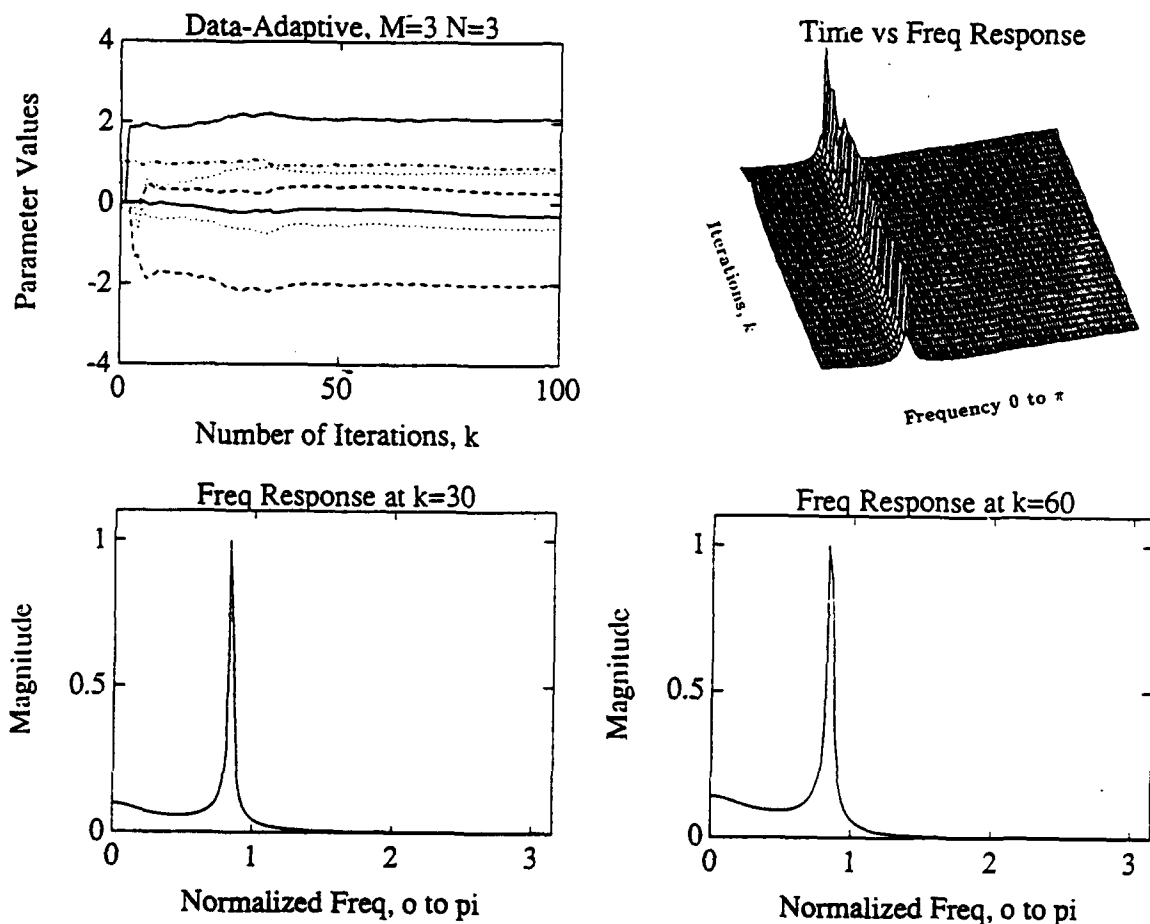 Data-Adaptive, M=3 N=3
4
2
0
-2
-4
0
50
100
Parameter Values
Number of Iterations, k
Time vs Freq Response
Iterations, k
Frequency 0 to π
Freq Response at k=30
1
0.5
0
0
1
2
3
Magnitude
Normalized Freq, o to pi
Freq Response at k=60
1
0.5
0
0
1
2
3
Magnitude
Normalized Freq, o to pi